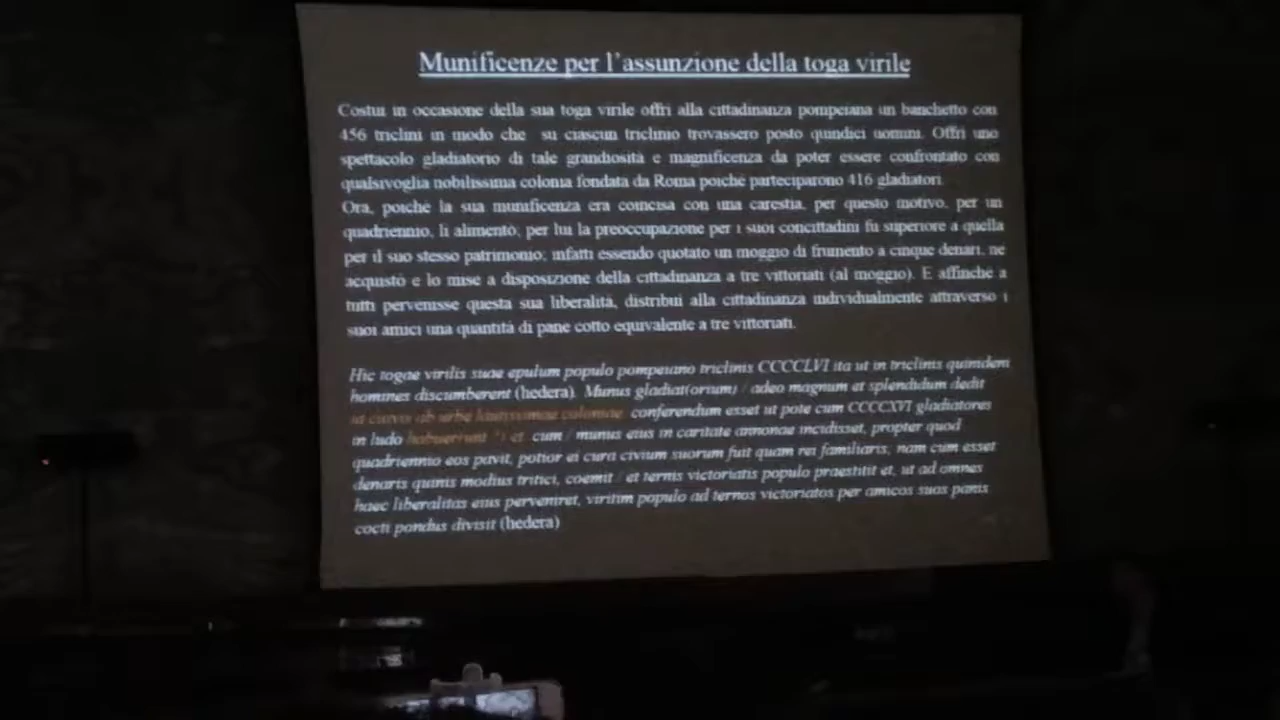 Munificenze per l'assunzione della toga virile
Costui in occasione della sua toga virile offrì alla cittadinanza pompeiana un banchetto con
456 triclini in modo che su ciascun triclinio trovassero posto quindici uomini. Offrì uno
spettacolo gladiatorio di tale grandiosità e magnificenza da poter essere confrontato con
qualsivoglia nobilissima colonia fondata da Roma poiché parteciparono 416 gladiatori.
Ora, poiché la sua munificenza era coincisa con una carestia, per questo motivo, per un
quadriennio, li alimentò; per lui la preoccupazione per i suoi concittadini fu superiore a quella
per il suo stesso patrimonio; infatti essendo quotato un moggio di frumento a cinque denari, ne
acquistò e lo mise a disposizione della cittadinanza a tre vittoriati (al moggio). E affinché a
tutti pervenisse questa sua liberalità, distribuì alla cittadinanza individualmente attraverso i
suoi amici una quantità di pane cotto equivalente a tre vittoriati.
Hic togae virilis suae epulum populo pompeiano triclinis CCCCLVI ita ut in triclinis quindeni
homines discumberent (hedera). Munus gladiat(orium) / adeo magnum et splendidum dedit
ut cuivis ab urbe lautissimae coloniae conferendum esset ut pote cum CCCCXVI gladiatores
in ludo habuerunt et cum / munus eius in caritate annonae incidisset, propter quod
quadriennio eos pavit, potior ei cura civium suorum fuit quam rei familiaris; nam cum esset
denaris quinis modius tritici, coemit / et ternis victoriatis populo praestitit et, ut ad omnes
haec liberalitas eius perveniret, viritim populo ad ternos victoriatos per amicos suos panis
cocti pondus divisit (hedera)